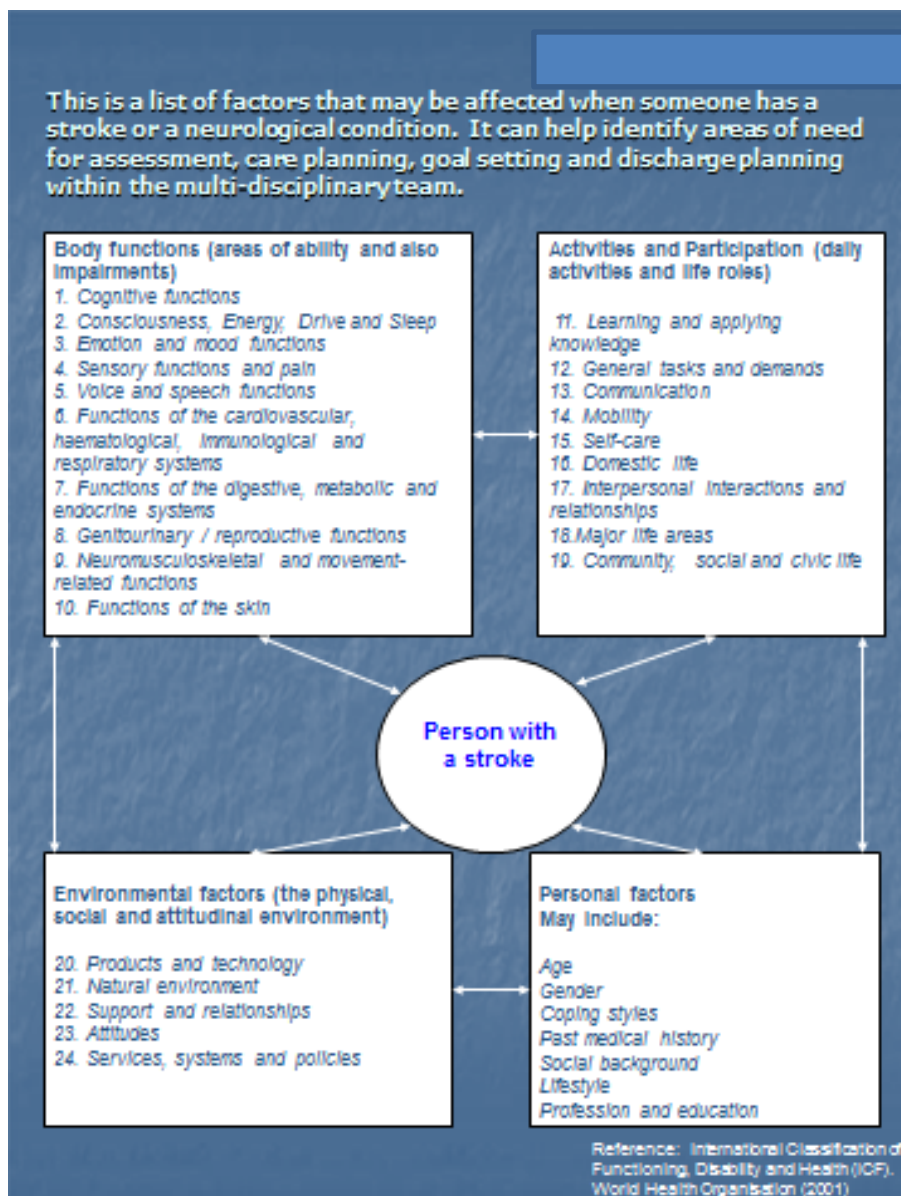 This is a list of factors that may be affected when someone has a
stroke or a neurological condition.  It can help identify areas of need
for assessment, care planning, goal setting and discharge planning
within the multi-disciplinary team.
Body functions (areas of ability and also
impairments)
1. Cognitive functions
2. Consciousness, Energy, Drive and Sleep
3. Emotion and mood functions
4. Sensory functions and pain
5. Voice and speech functions
6. Functions of the cardiovascular,
haematological, immunological and
respiratory systems
7. Functions of the digestive, metabolic and
endocrine systems
8. Genitourinary / reproductive functions
9. Neuromusculoskeletal and movement-
related functions
10. Functions of the skin
Activities and Participation (daily
activities and life roles)
11. Learning and applying
knowledge
12. General tasks and demands
13. Communication
14. Mobility
15. Self-care
16. Domestic life
17. Interpersonal interactions and
relationships
18.Major life areas
19. Community, social and civic life
Person with
a stroke
Environmental factors (the physical,
social and attitudinal environment)
20. Products and technology
21. Natural environment
22. Support and relationships
23. Attitudes
24. Services, systems and policies
Personal factors
May include:
Age
Gender
Coping styles
Past medical history
Social background
Lifestyle
Profession and education
Reference: International Classification of
Functioning, Disability and Health (ICF).
World Health Organisation (2001)